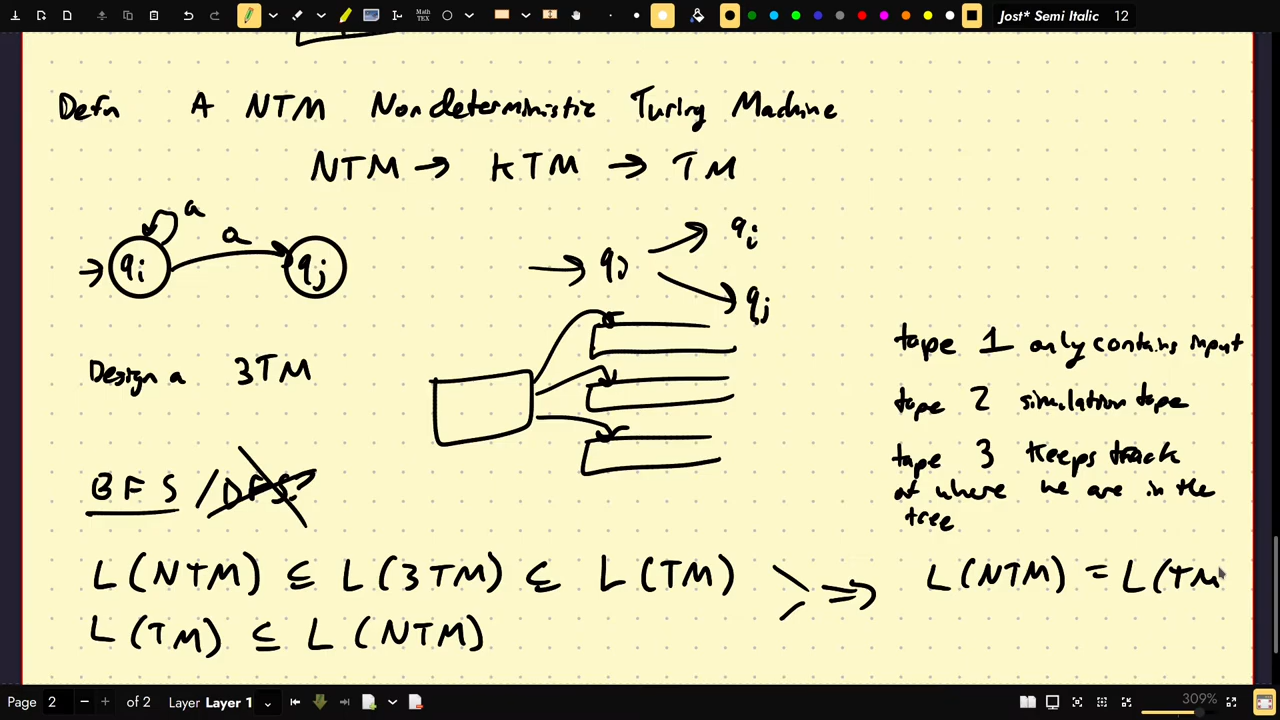 Math
TEX
Jost* Semi Italic 12
Defn A NTM Nondeterministic Turing Machine
NTM → KTM → TM
a
a
qi qj
qi
qj
Design a 3TM
tape 1 only contains input
tape 2 simulation tape
tape 3 keeps track
of where we are in the
tree
BFS / DFS
L(NTM) ⊆ L(3TM) ⊆ L(TM)
⇒ L(NTM) = L(TM
L(TM) ⊆ L(NTM)
Page 2 of 2 Layer Layer 1 309%